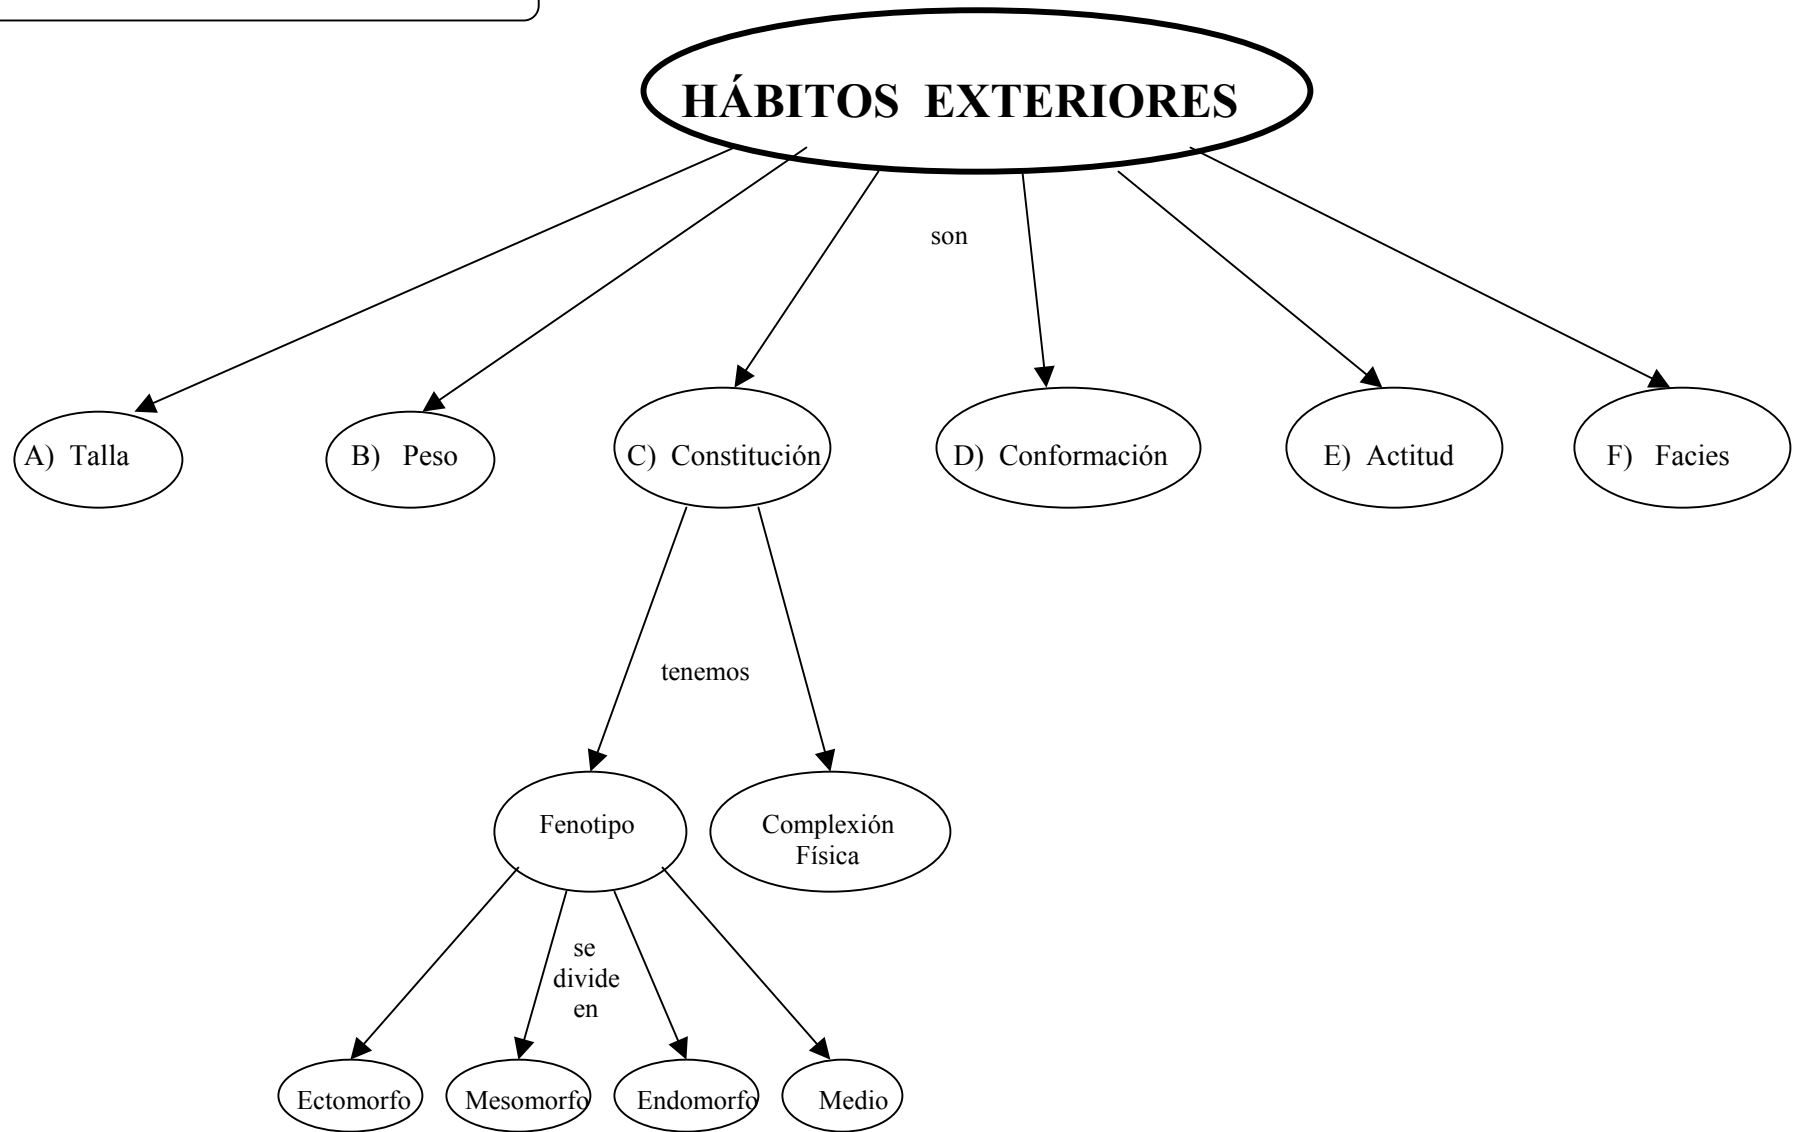 HÁBITOS EXTERIORES
son
A) Talla
B) Peso
C) Constitución
D) Conformación
E) Actitud
F) Facies
tenemos
Fenotipo
Complexión
Física
se
divide
en
Ectomorfo
Mesomorfo
Endomorfo
Medio